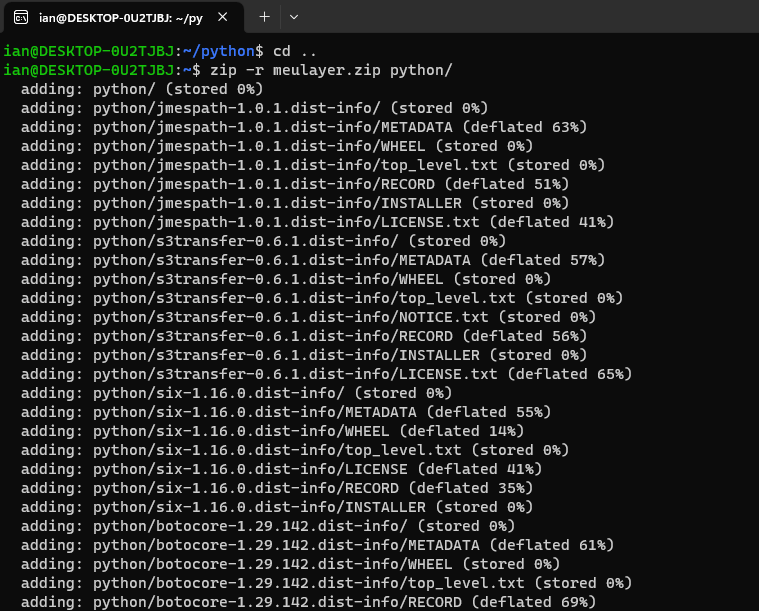 ian@DESKTOP-0U2TJBJ: ~/py
ian@DESKTOP-0U2TJBJ:~/python$ cd ..
ian@DESKTOP-0U2TJBJ:~$ zip -r meulayer.zip python/
  adding: python/ (stored 0%)
  adding: python/jmespath-1.0.1.dist-info/ (stored 0%)
  adding: python/jmespath-1.0.1.dist-info/METADATA (deflated 63%)
  adding: python/jmespath-1.0.1.dist-info/WHEEL (stored 0%)
  adding: python/jmespath-1.0.1.dist-info/top_level.txt (stored 0%)
  adding: python/jmespath-1.0.1.dist-info/RECORD (deflated 51%)
  adding: python/jmespath-1.0.1.dist-info/INSTALLER (stored 0%)
  adding: python/jmespath-1.0.1.dist-info/LICENSE.txt (deflated 41%)
  adding: python/s3transfer-0.6.1.dist-info/ (stored 0%)
  adding: python/s3transfer-0.6.1.dist-info/METADATA (deflated 57%)
  adding: python/s3transfer-0.6.1.dist-info/WHEEL (stored 0%)
  adding: python/s3transfer-0.6.1.dist-info/top_level.txt (stored 0%)
  adding: python/s3transfer-0.6.1.dist-info/NOTICE.txt (stored 0%)
  adding: python/s3transfer-0.6.1.dist-info/RECORD (deflated 56%)
  adding: python/s3transfer-0.6.1.dist-info/INSTALLER (stored 0%)
  adding: python/s3transfer-0.6.1.dist-info/LICENSE.txt (deflated 65%)
  adding: python/six-1.16.0.dist-info/ (stored 0%)
  adding: python/six-1.16.0.dist-info/METADATA (deflated 55%)
  adding: python/six-1.16.0.dist-info/WHEEL (deflated 14%)
  adding: python/six-1.16.0.dist-info/top_level.txt (stored 0%)
  adding: python/six-1.16.0.dist-info/LICENSE (deflated 41%)
  adding: python/six-1.16.0.dist-info/RECORD (deflated 35%)
  adding: python/six-1.16.0.dist-info/INSTALLER (stored 0%)
  adding: python/botocore-1.29.142.dist-info/ (stored 0%)
  adding: python/botocore-1.29.142.dist-info/METADATA (deflated 61%)
  adding: python/botocore-1.29.142.dist-info/WHEEL (stored 0%)
  adding: python/botocore-1.29.142.dist-info/top_level.txt (stored 0%)
  adding: python/botocore-1.29.142.dist-info/RECORD (deflated 69%)